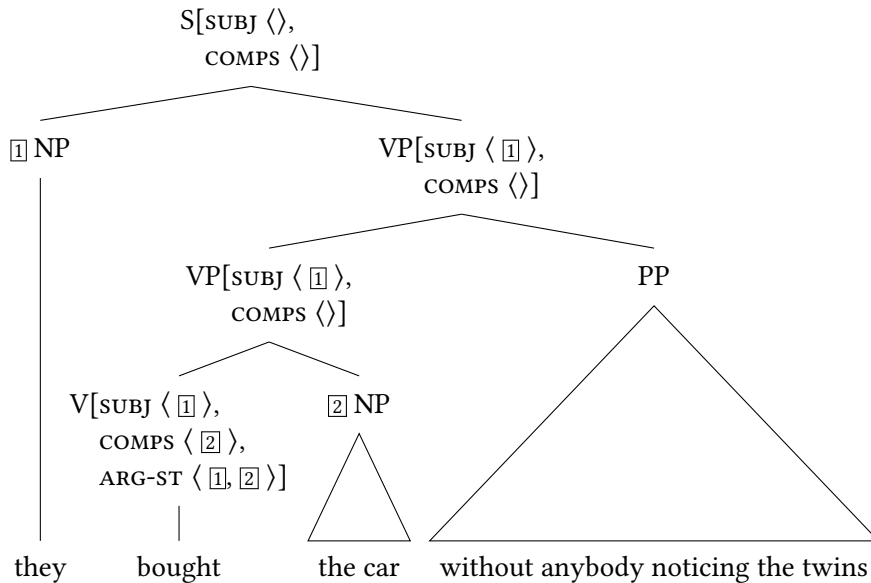 S[SUBJ ⟨⟩,
COMPS ⟨⟩]
1 NP VP[SUBJ ⟨ 1 ⟩,
COMPS ⟨⟩]
VP[SUBJ ⟨ 1 ⟩, PP
COMPS ⟨⟩]
V[SUBJ ⟨ 1 ⟩, 2 NP
COMPS ⟨ 2 ⟩,
ARG-ST ⟨ 1, 2 ⟩]
they bought the car without anybody noticing the twins